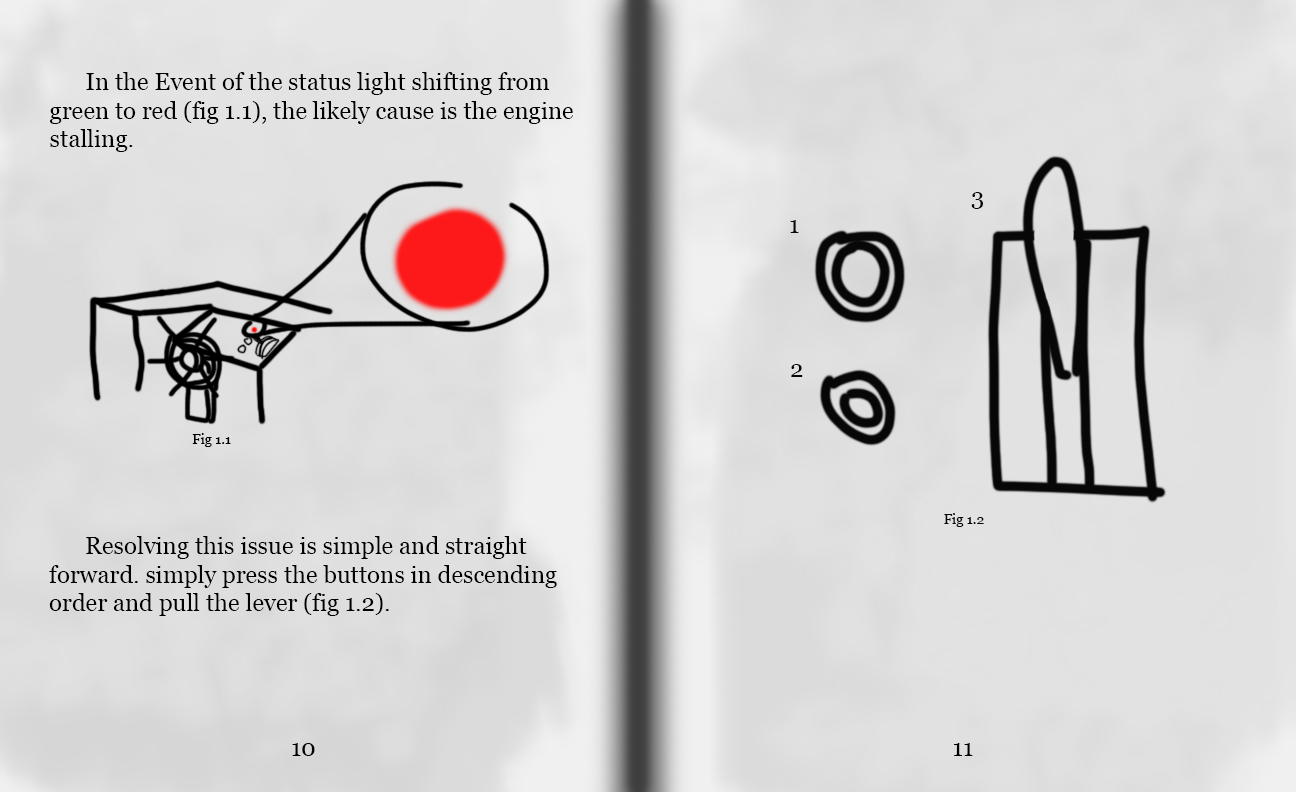 In the Event of the status light shifting from
green to red (fig 1.1), the likely cause is the engine
stalling.
Fig 1.1
Resolving this issue is simple and straight
forward. simply press the buttons in descending
order and pull the lever (fig 1.2).
10
1
2
3
Fig 1.2
11